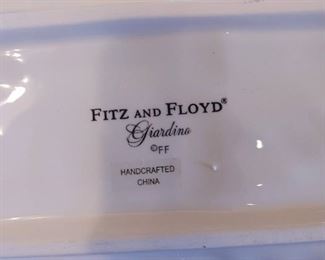 FITZ AND FLOYD®
Giardino
©FF
HANDCRAFTED
CHINA